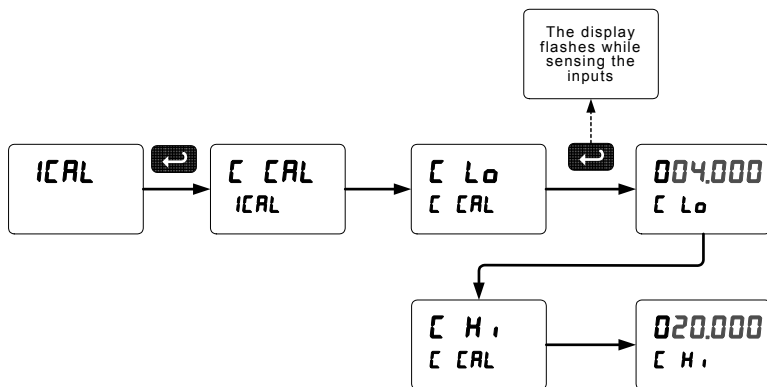 The display
flashes while
sensing the
inputs
ICAL
C CAL
ICAL
C Lo
C CAL
004.000
C Lo
C Hi
C CAL
020.000
C Hi